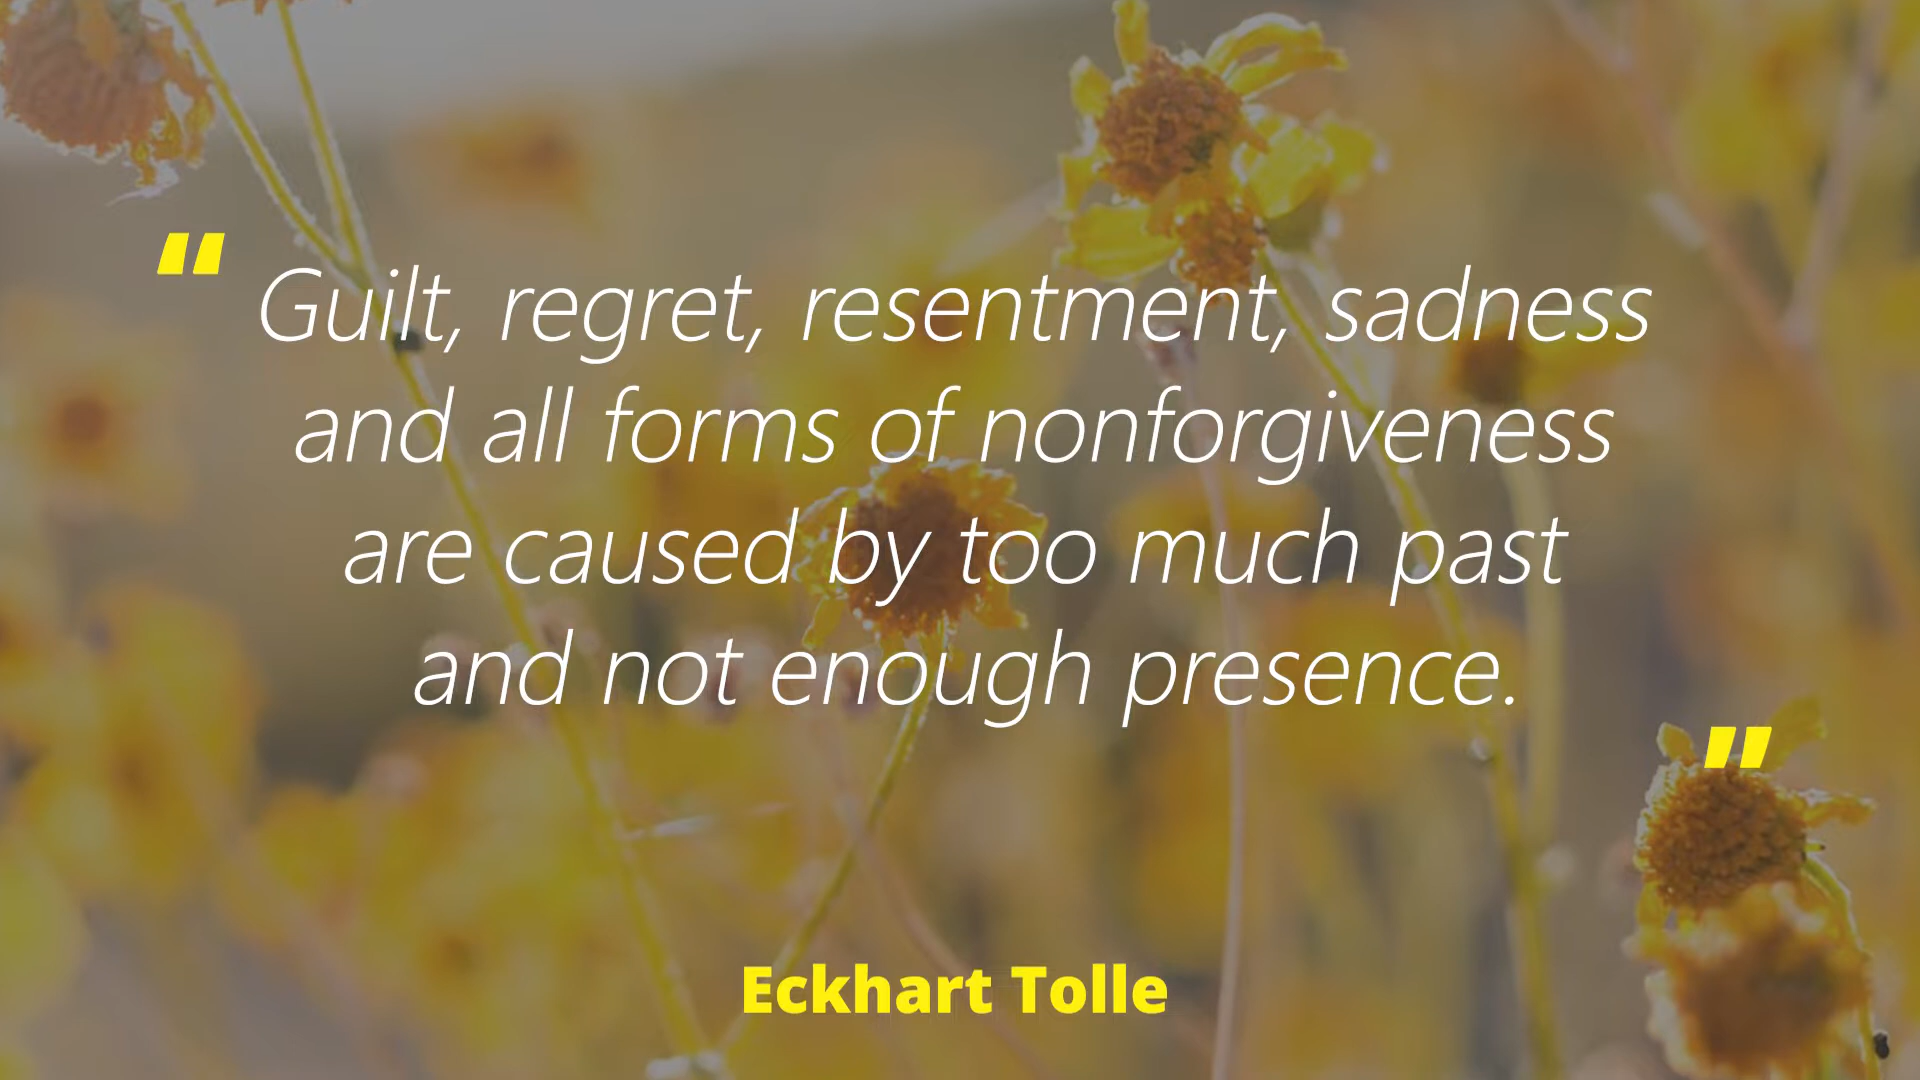 "Guilt, regret, resentment, sadness
and all forms of nonforgiveness
are caused by too much past
and not enough presence."
Eckhart Tolle